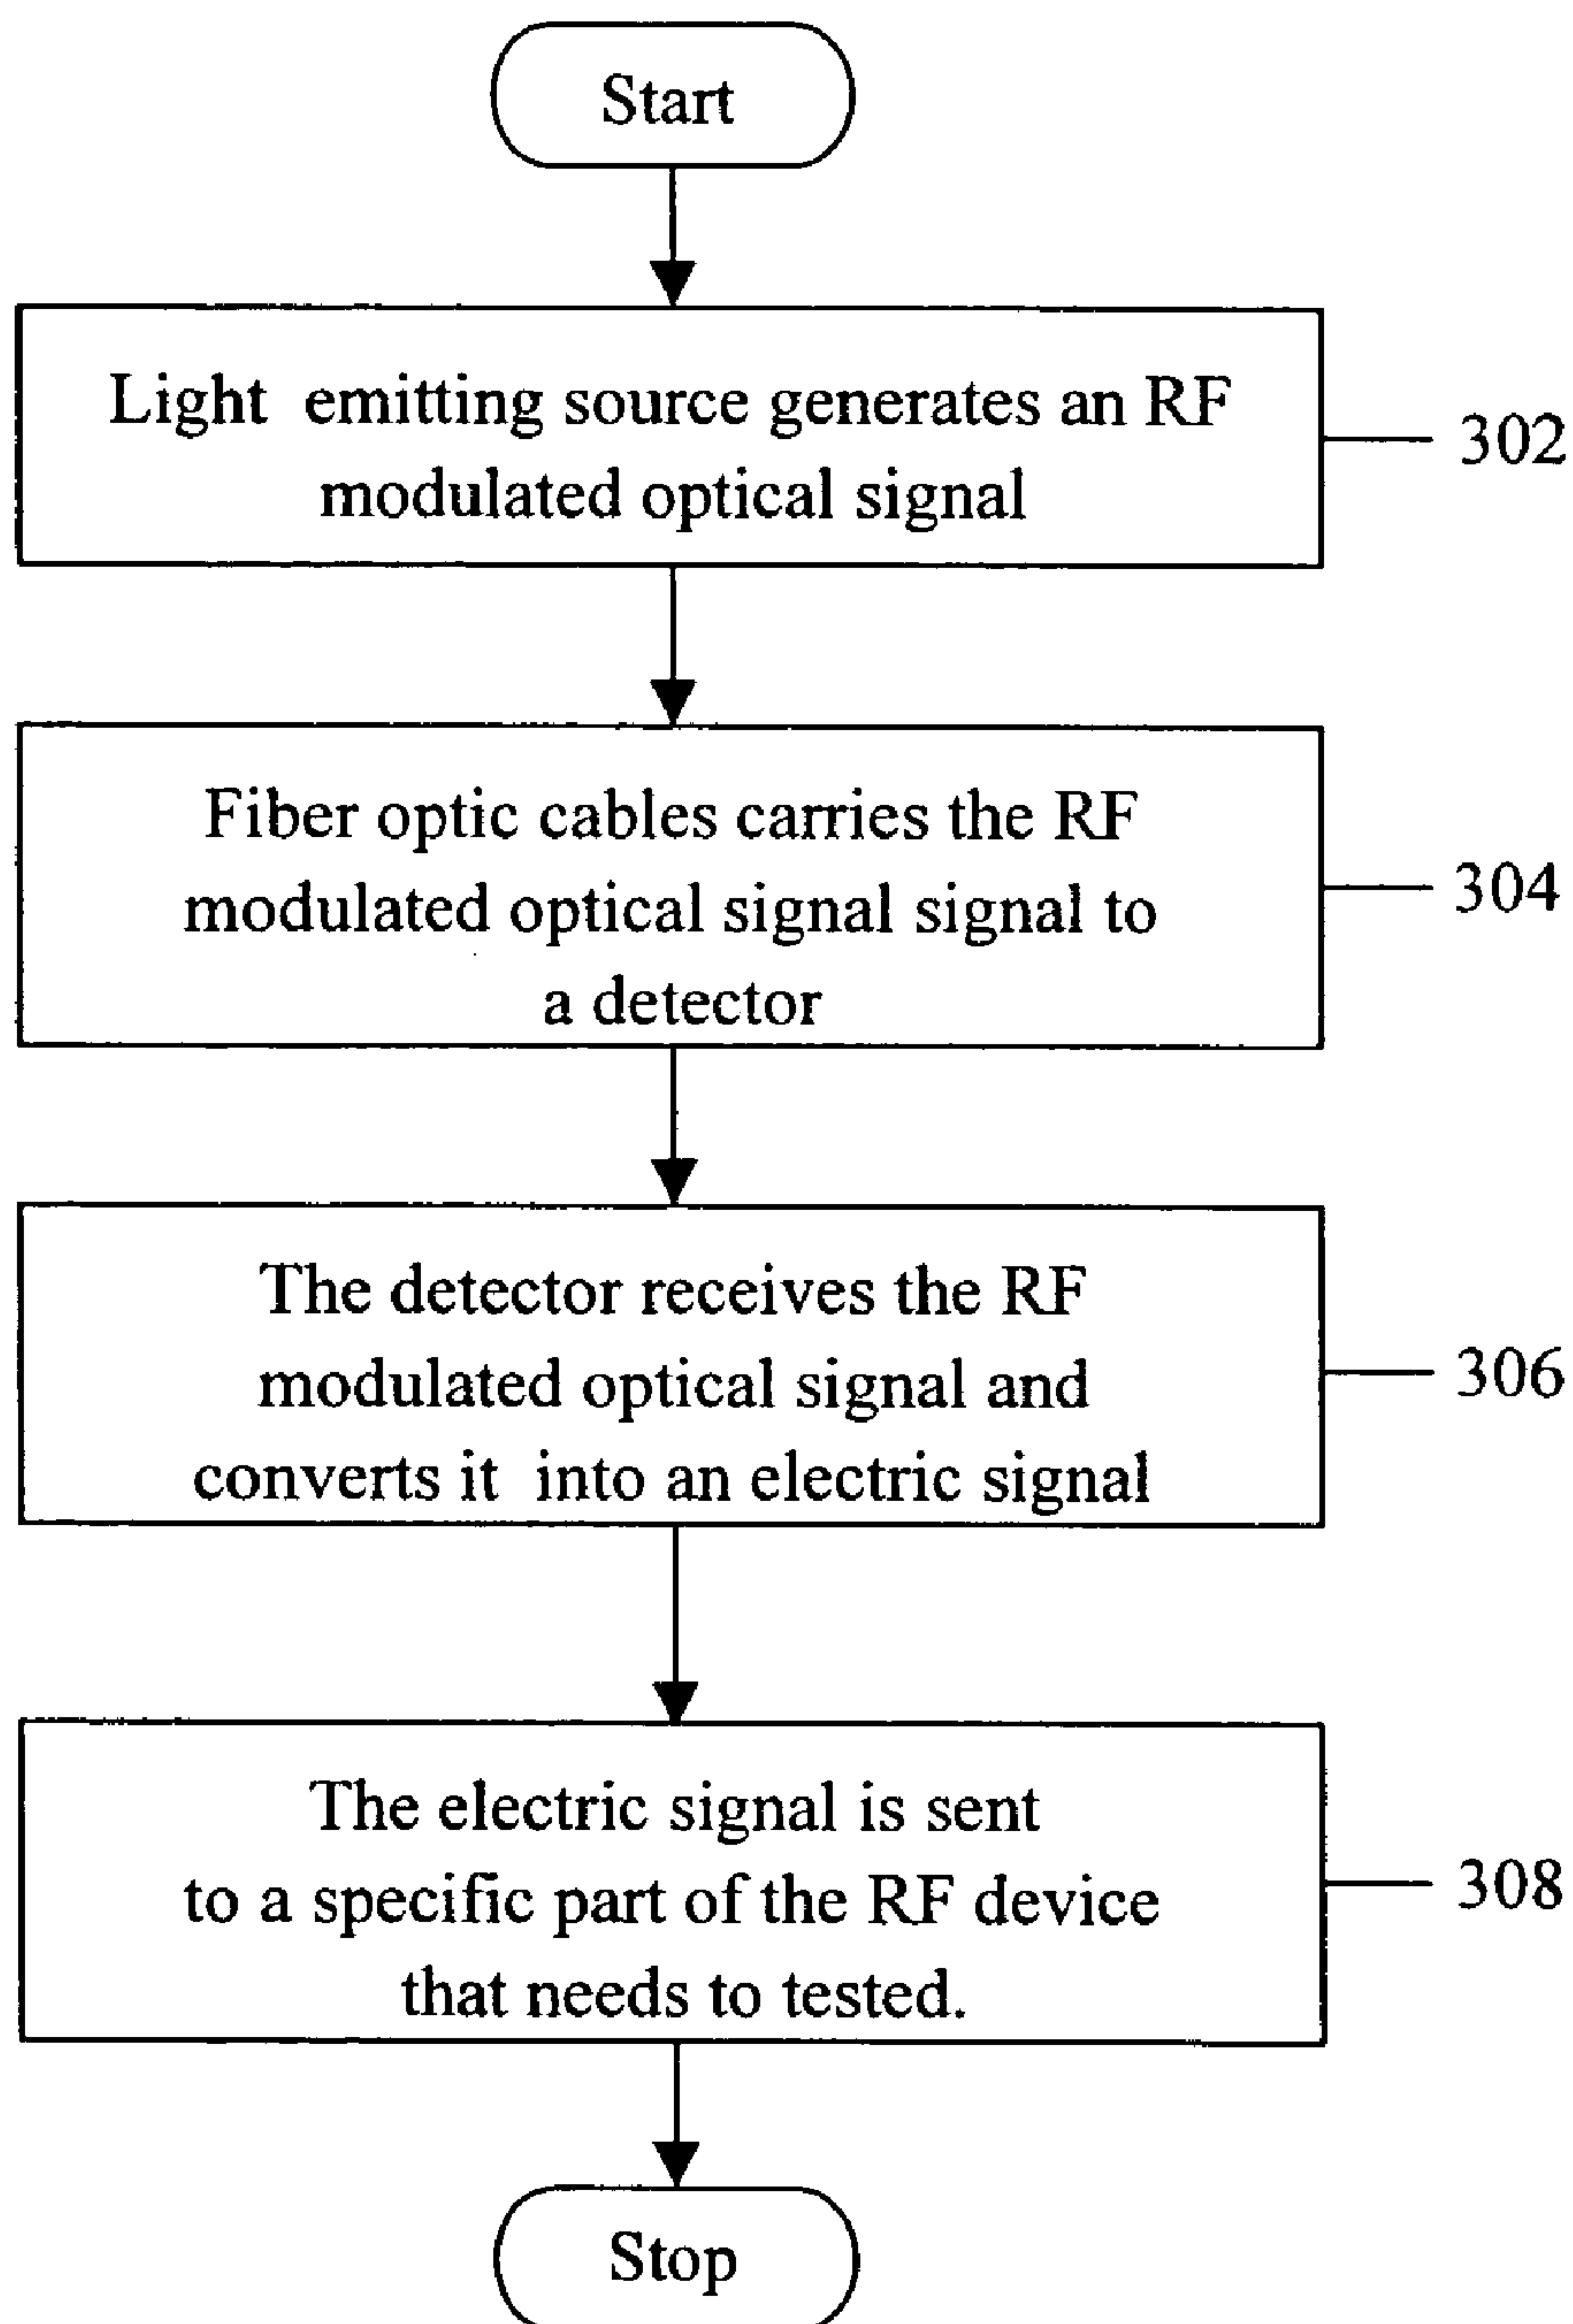 Start
Light emitting source generates an RF
modulated optical signal
302
Fiber optic cables carries the RF
modulated optical signal signal to
a detector
304
The detector receives the RF
modulated optical signal and
converts it into an electric signal
306
The electric signal is sent
to a specific part of the RF device
that needs to tested.
308
Stop